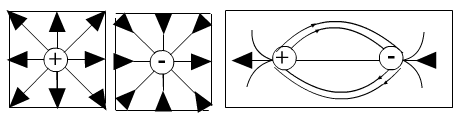 + - + -